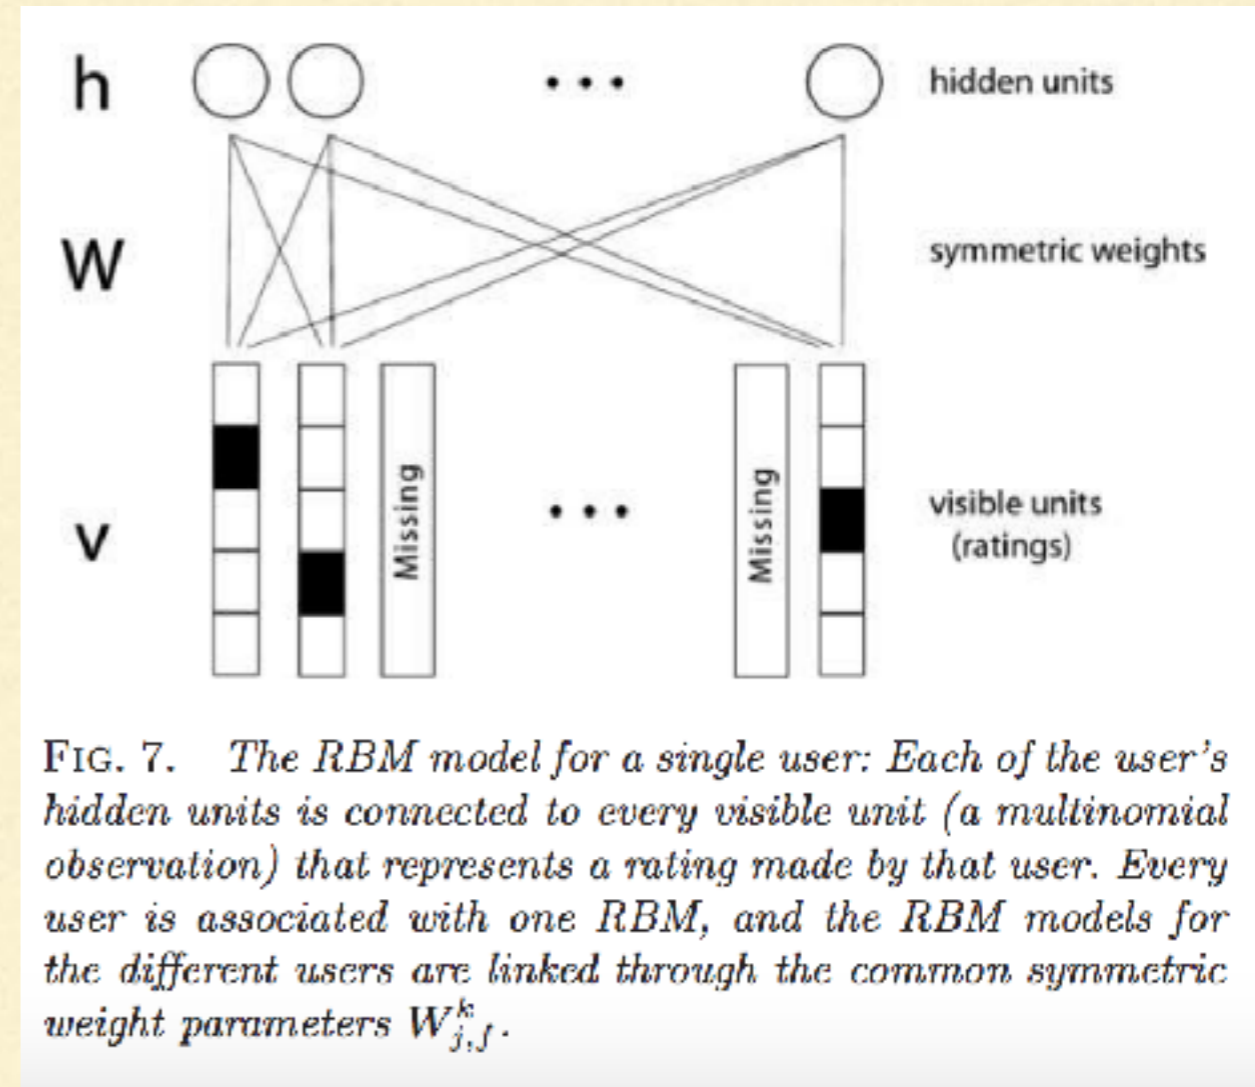 h
hidden units
W
symmetric weights
Missing
Missing
v
visible units
(ratings)
FIG. 7. The RBM model for a single user: Each of the user's
hidden units is connected to every visible unit (a multinomial
observation) that represents a rating made by that user. Every
user is associated with one RBM, and the RBM models for
the different users are linked through the common symmetric
weight parameters $W_{j,f}^{k}$.